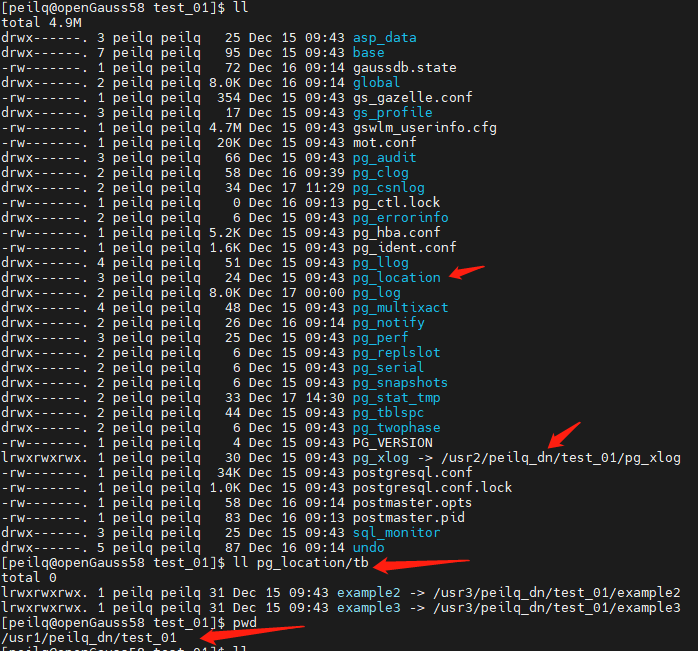 [peilq@openGauss58 test_01]$ ll
total 4.9M
drwx------. 3 peilq peilq   25 Dec 15 09:43 asp_data
drwx------. 7 peilq peilq   95 Dec 15 09:43 base
-rw-------. 1 peilq peilq   72 Dec 16 09:14 gaussdb.state
drwx------. 2 peilq peilq 8.0K Dec 16 09:14 global
-rw-------. 1 peilq peilq  354 Dec 15 09:43 gs_gazelle.conf
drwx------. 3 peilq peilq   17 Dec 15 09:43 gs_profile
-rw-------. 1 peilq peilq 4.7M Dec 15 09:43 gswlm_userinfo.cfg
-rw-------. 1 peilq peilq  20K Dec 15 09:43 mot.conf
drwx------. 3 peilq peilq   66 Dec 15 09:43 pg_audit
drwx------. 2 peilq peilq   58 Dec 16 09:39 pg_clog
drwx------. 2 peilq peilq   34 Dec 17 11:29 pg_csnlog
-rw-------. 1 peilq peilq    0 Dec 16 09:13 pg_ctl.lock
drwx------. 2 peilq peilq    6 Dec 15 09:43 pg_errorinfo
-rw-------. 1 peilq peilq 5.2K Dec 15 09:43 pg_hba.conf
-rw-------. 1 peilq peilq 1.6K Dec 15 09:43 pg_ident.conf
drwx------. 4 peilq peilq   51 Dec 15 09:43 pg_llog
drwx------. 3 peilq peilq   24 Dec 15 09:43 pg_location
drwx------. 2 peilq peilq 8.0K Dec 17 00:00 pg_log
drwx------. 4 peilq peilq   48 Dec 15 09:43 pg_multixact
drwx------. 2 peilq peilq   26 Dec 16 09:14 pg_notify
drwx------. 3 peilq peilq   25 Dec 15 09:43 pg_perf
drwx------. 2 peilq peilq    6 Dec 15 09:43 pg_replslot
drwx------. 2 peilq peilq    6 Dec 15 09:43 pg_serial
drwx------. 2 peilq peilq    6 Dec 15 09:43 pg_snapshots
drwx------. 2 peilq peilq   33 Dec 17 14:30 pg_stat_tmp
drwx------. 2 peilq peilq   44 Dec 15 09:43 pg_tblspc
drwx------. 2 peilq peilq    6 Dec 15 09:43 pg_twophase
-rw-------. 1 peilq peilq    4 Dec 15 09:43 PG_VERSION
lrwxrwxrwx. 1 peilq peilq   30 Dec 15 09:43 pg_xlog -> /usr2/peilq_dn/test_01/pg_xlog
-rw-------. 1 peilq peilq  34K Dec 15 09:43 postgresql.conf
-rw-------. 1 peilq peilq 1.0K Dec 15 09:43 postgresql.conf.lock
-rw-------. 1 peilq peilq   58 Dec 16 09:14 postmaster.opts
-rw-------. 1 peilq peilq   83 Dec 16 09:13 postmaster.pid
drwx------. 3 peilq peilq   25 Dec 15 09:43 sql_monitor
drwx------. 5 peilq peilq   87 Dec 16 09:14 undo
[peilq@openGauss58 test_01]$ ll pg_location/tb
total 0
lrwxrwxrwx. 1 peilq peilq 31 Dec 15 09:43 example2 -> /usr3/peilq_dn/test_01/example2
lrwxrwxrwx. 1 peilq peilq 31 Dec 15 09:43 example3 -> /usr3/peilq_dn/test_01/example3
[peilq@openGauss58 test_01]$ pwd
/usr1/peilq_dn/test_01
[peilq@openGauss58 test_01]$ ll